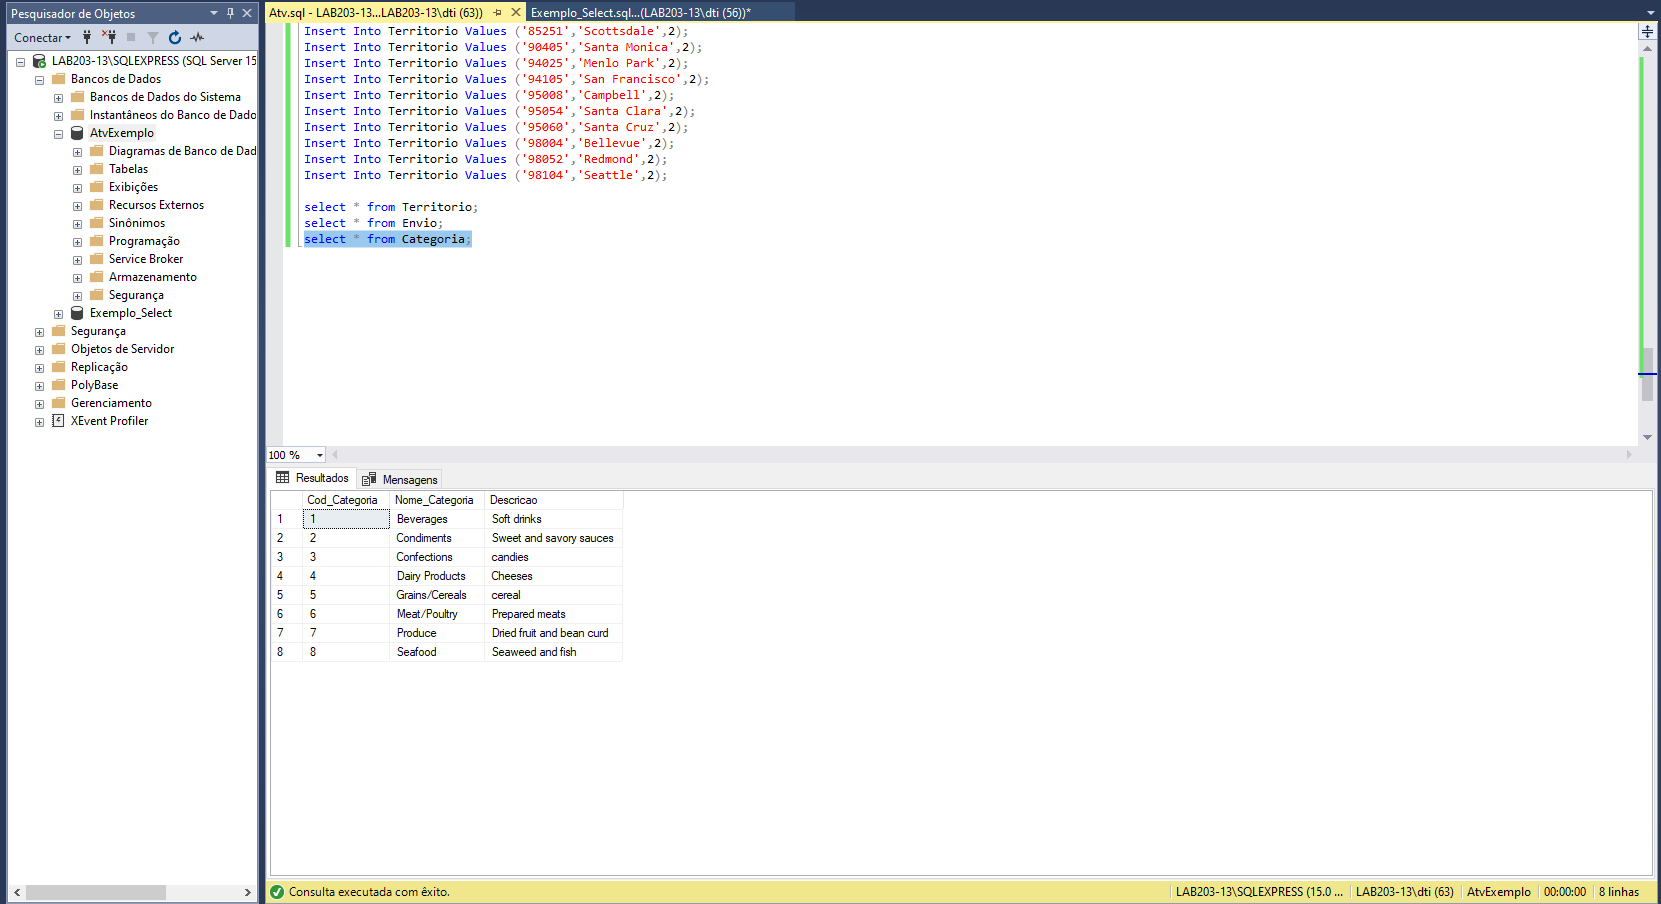 Pesquisador de Objetos
Conectar
LAB203-13\SQLEXPRESS (SQL Server 15
Bancos de Dados
Bancos de Dados do Sistema
Instantâneos do Banco de Dado
AtvExemplo
Diagramas de Banco de Dad
Tabelas
Exibições
Recursos Externos
Sinônimos
Programação
Service Broker
Armazenamento
Segurança
Exemplo_Select
Segurança
Objetos de Servidor
Replicação
PolyBase
Gerenciamento
XEvent Profiler
Atv.sql - LAB203-13...LAB203-13\dti (63)) Exemplo_Select.sql...(LAB203-13\dti (56))*
Insert Into Territorio Values ('85251','Scottsdale',2);
Insert Into Territorio Values ('90405','Santa Monica',2);
Insert Into Territorio Values ('94025','Menlo Park',2);
Insert Into Territorio Values ('94105','San Francisco',2);
Insert Into Territorio Values ('95008','Campbell',2);
Insert Into Territorio Values ('95054','Santa Clara',2);
Insert Into Territorio Values ('95060','Santa Cruz',2);
Insert Into Territorio Values ('98004','Bellevue',2);
Insert Into Territorio Values ('98052','Redmond',2);
Insert Into Territorio Values ('98104','Seattle',2);
select * from Territorio;
select * from Envio;
select * from Categoria;
100 %
Resultados Mensagens
Cod_Categoria Nome_Categoria Descricao
1 1 Beverages Soft drinks
2 2 Condiments Sweet and savory sauces
3 3 Confections candies
4 4 Dairy Products Cheeses
5 5 Grains/Cereals cereal
6 6 Meat/Poultry Prepared meats
7 7 Produce Dried fruit and bean curd
8 8 Seafood Seaweed and fish
Consulta executada com êxito. LAB203-13\SQLEXPRESS (15.0 ... LAB203-13\dti (63) AtvExemplo 00:00:00 8 linhas